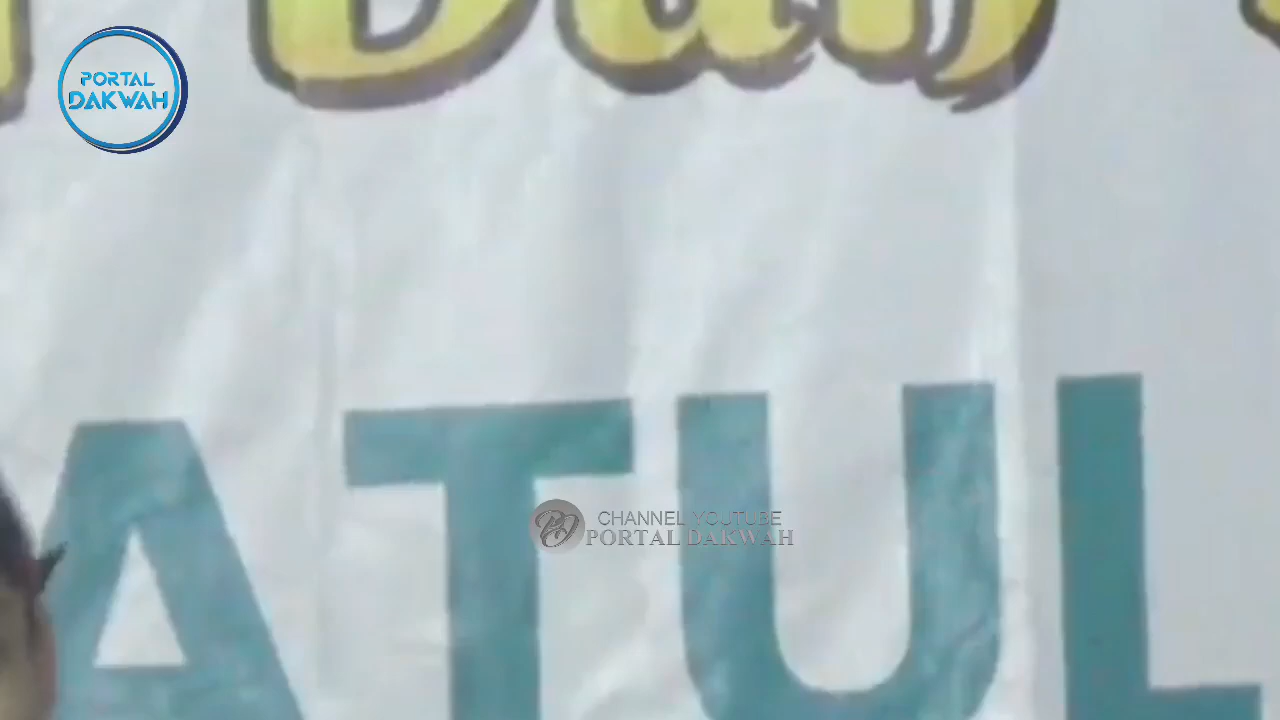 PORTAL
DAKWAH
ATUL
CHANNEL YOUTUBE
PORTAL DAKWAH